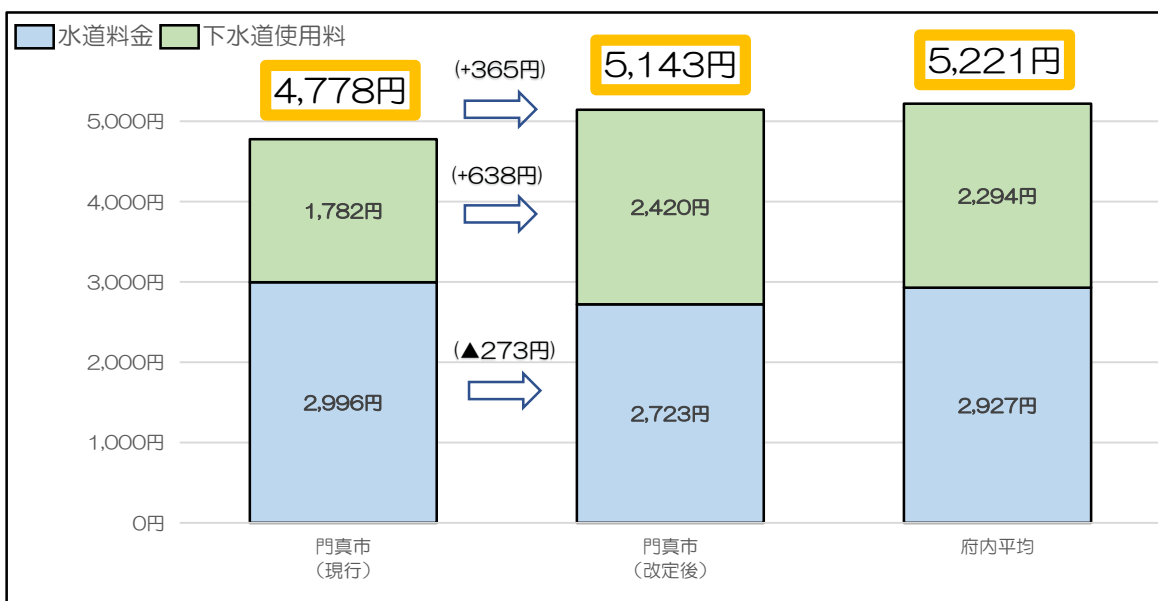 水道料金 下水道使用料
4,778円
(+365円)
5,143円
5,221円
5,000円
4,000円
3,000円
2,000円
1,000円
0円
1,782円
(+638円)
2,420円
2,294円
2,996円
(▲273円)
2,723円
2,927円
門真市
（現行）
門真市
（改定後）
府内平均